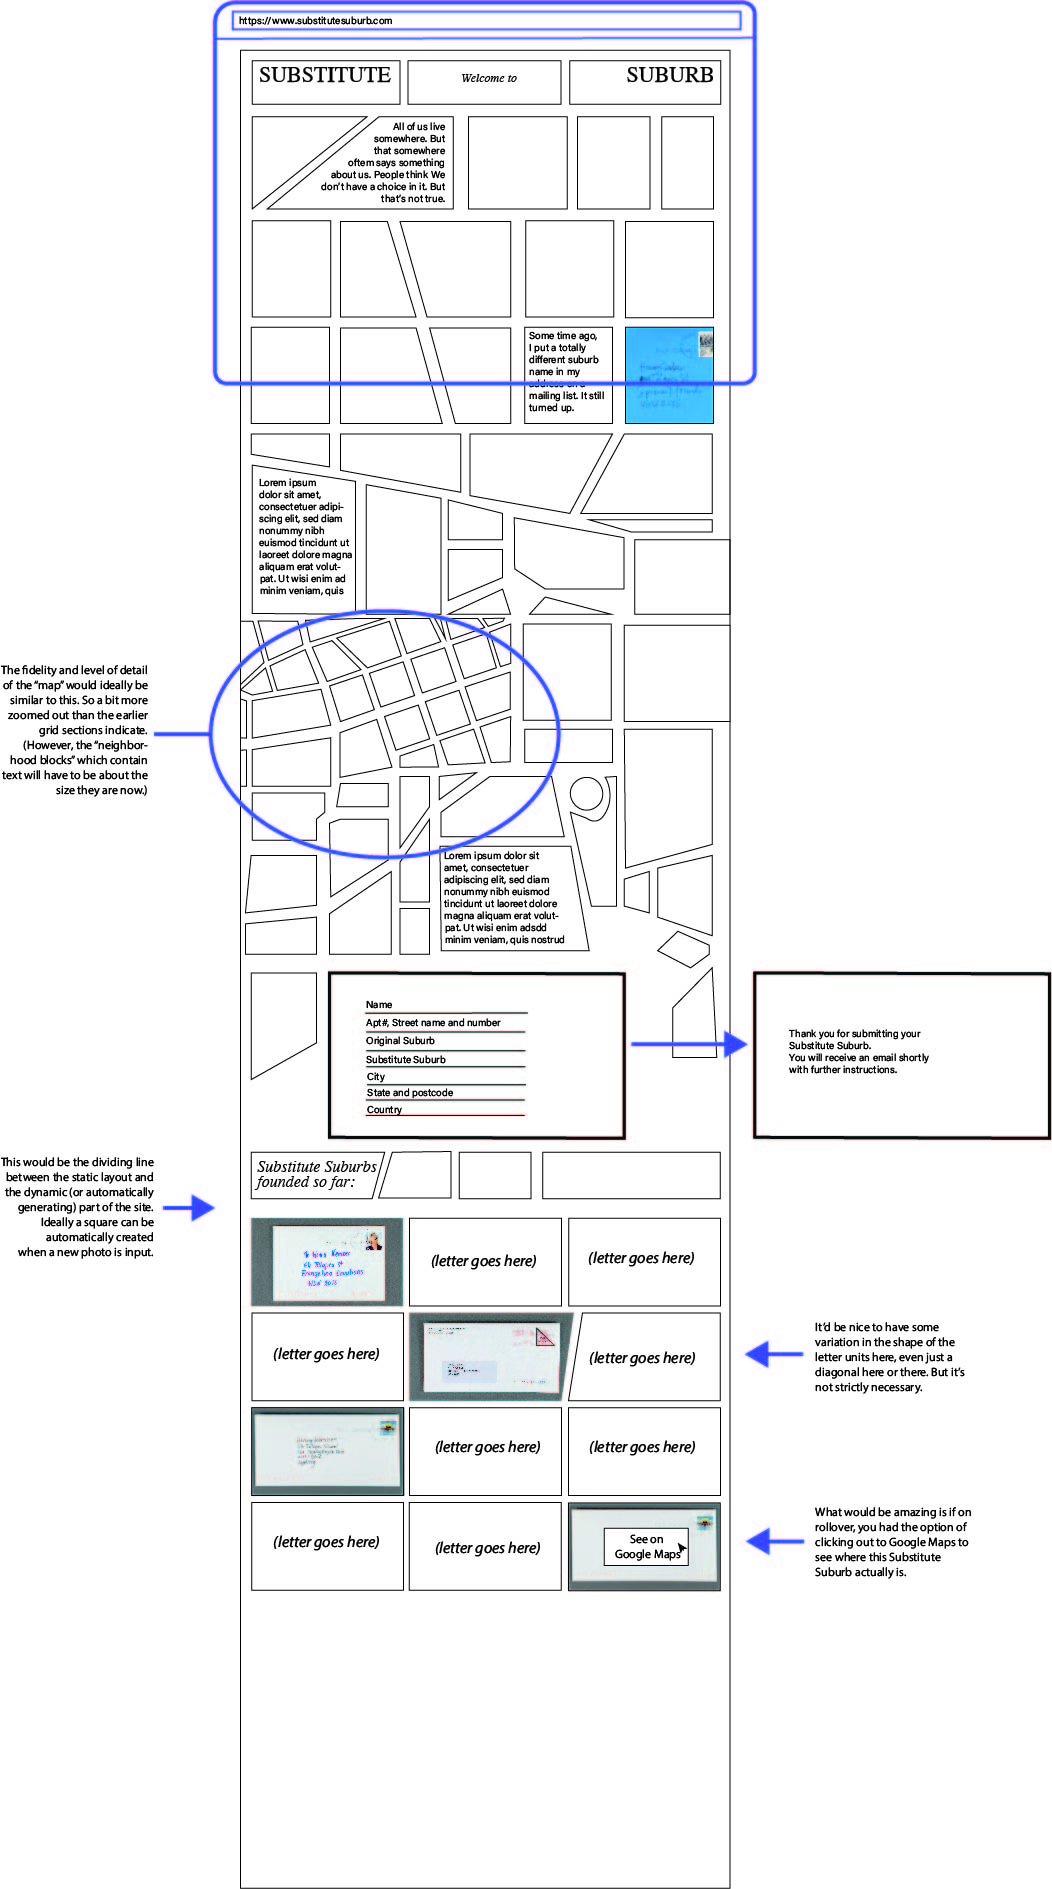 https://www.substitutesuburb.com
SUBSTITUTE
Welcome to
SUBURB
All of us live
somewhere. But
that somewhere
oftem says something
about us. People think We
don't have a choice in it. But
that's not true.
Some time ago,
I put a totally
different suburb
name in my
address on a
mailing list. It still
turned up.
Lorem ipsum
dolor sit amet,
consectetuer adipi-
scing elit, sed diam
nonummy nibh
euismod tincidunt ut
laoreet dolore magna
aliquam erat volut-
pat. Ut wisi enim ad
minim veniam, quis
The fidelity and level of detail
of the "map" would ideally be
similar to this. So a bit more
zoomed out than the earlier
grid sections indicate.
(However, the "neighbor-
hood blocks" which contain
text will have to be about the
size they are now.)
Lorem ipsum dolor sit
amet, consectetuer
adipiscing elit, sed diam
nonummy nibh euismod
tincidunt ut laoreet dolore
magna aliquam erat volut-
pat. Ut wisi enim adsdd
minim veniam, quis nostrud
Name
Apt#, Street name and number
Original Suburb
Substitute Suburb
City
State and postcode
Country
Thank you for submitting your
Substitute Suburb.
You will receive an email shortly
with further instructions.
This would be the dividing line
between the static layout and
the dynamic (or automatically
generating) part of the site.
Ideally a square can be
automatically created
when a new photo is input.
Substitute Suburbs
founded so far:
(letter goes here)
(letter goes here)
(letter goes here)
(letter goes here)
It'd be nice to have some
variation in the shape of the
letter units here, even just a
diagonal here or there. But it's
not strictly necessary.
(letter goes here)
(letter goes here)
(letter goes here)
(letter goes here)
See on
Google Maps
What would be amazing is if on
rollover, you had the option of
clicking out to Google Maps to
see where this Substitute
Suburb actually is.